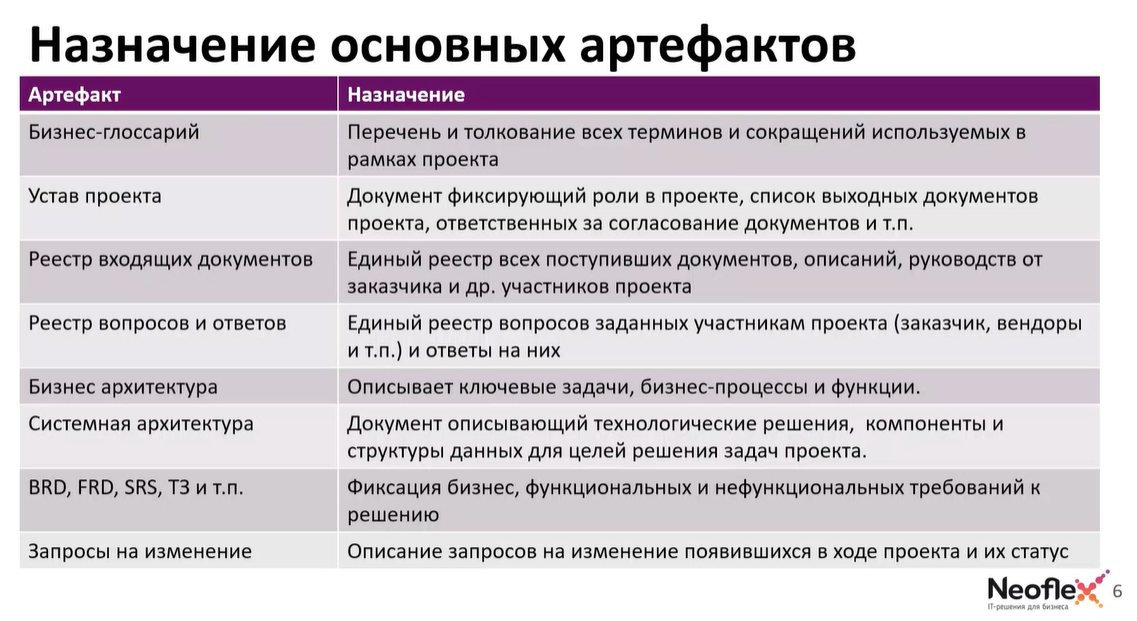 Назначение основных артефактов
Артефакт
Назначение
Бизнес-глоссарий
Перечень и толкование всех терминов и сокращений используемых в
рамках проекта
Устав проекта
Документ фиксирующий роли в проекте, список выходных документов
проекта, ответственных за согласование документов и т.п.
Реестр входящих документов
Единый реестр всех поступивших документов, описаний, руководств от
заказчика и др. участников проекта
Реестр вопросов и ответов
Единый реестр вопросов заданных участникам проекта (заказчик, вендоры
и т.п.) и ответы на них
Бизнес архитектура
Описывает ключевые задачи, бизнес-процессы и функции.
Системная архитектура
Документ описывающий технологические решения,  компоненты и
структуры данных для целей решения задач проекта.
BRD, FRD, SRS, ТЗ и т.п.
Фиксация бизнес, функциональных и нефункциональных требований к
решению
Запросы на изменение
Описание запросов на изменение появившихся в ходе проекта и их статус
Neoflex
IT-решения для бизнеса
6